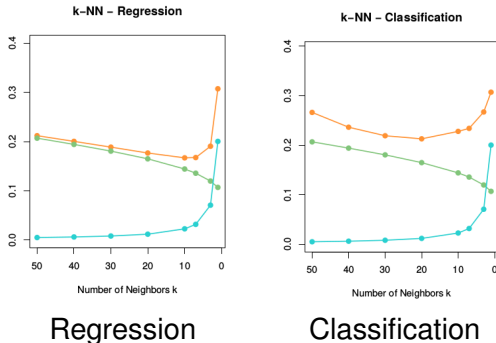 k−NN − Regression
0.4
0.3
0.2
0.1
0.0
50 40 30 20 10 0
Number of Neighbors k
Regression
k−NN − Classification
0.4
0.3
0.2
0.1
0.0
50 40 30 20 10 0
Number of Neighbors k
Classification